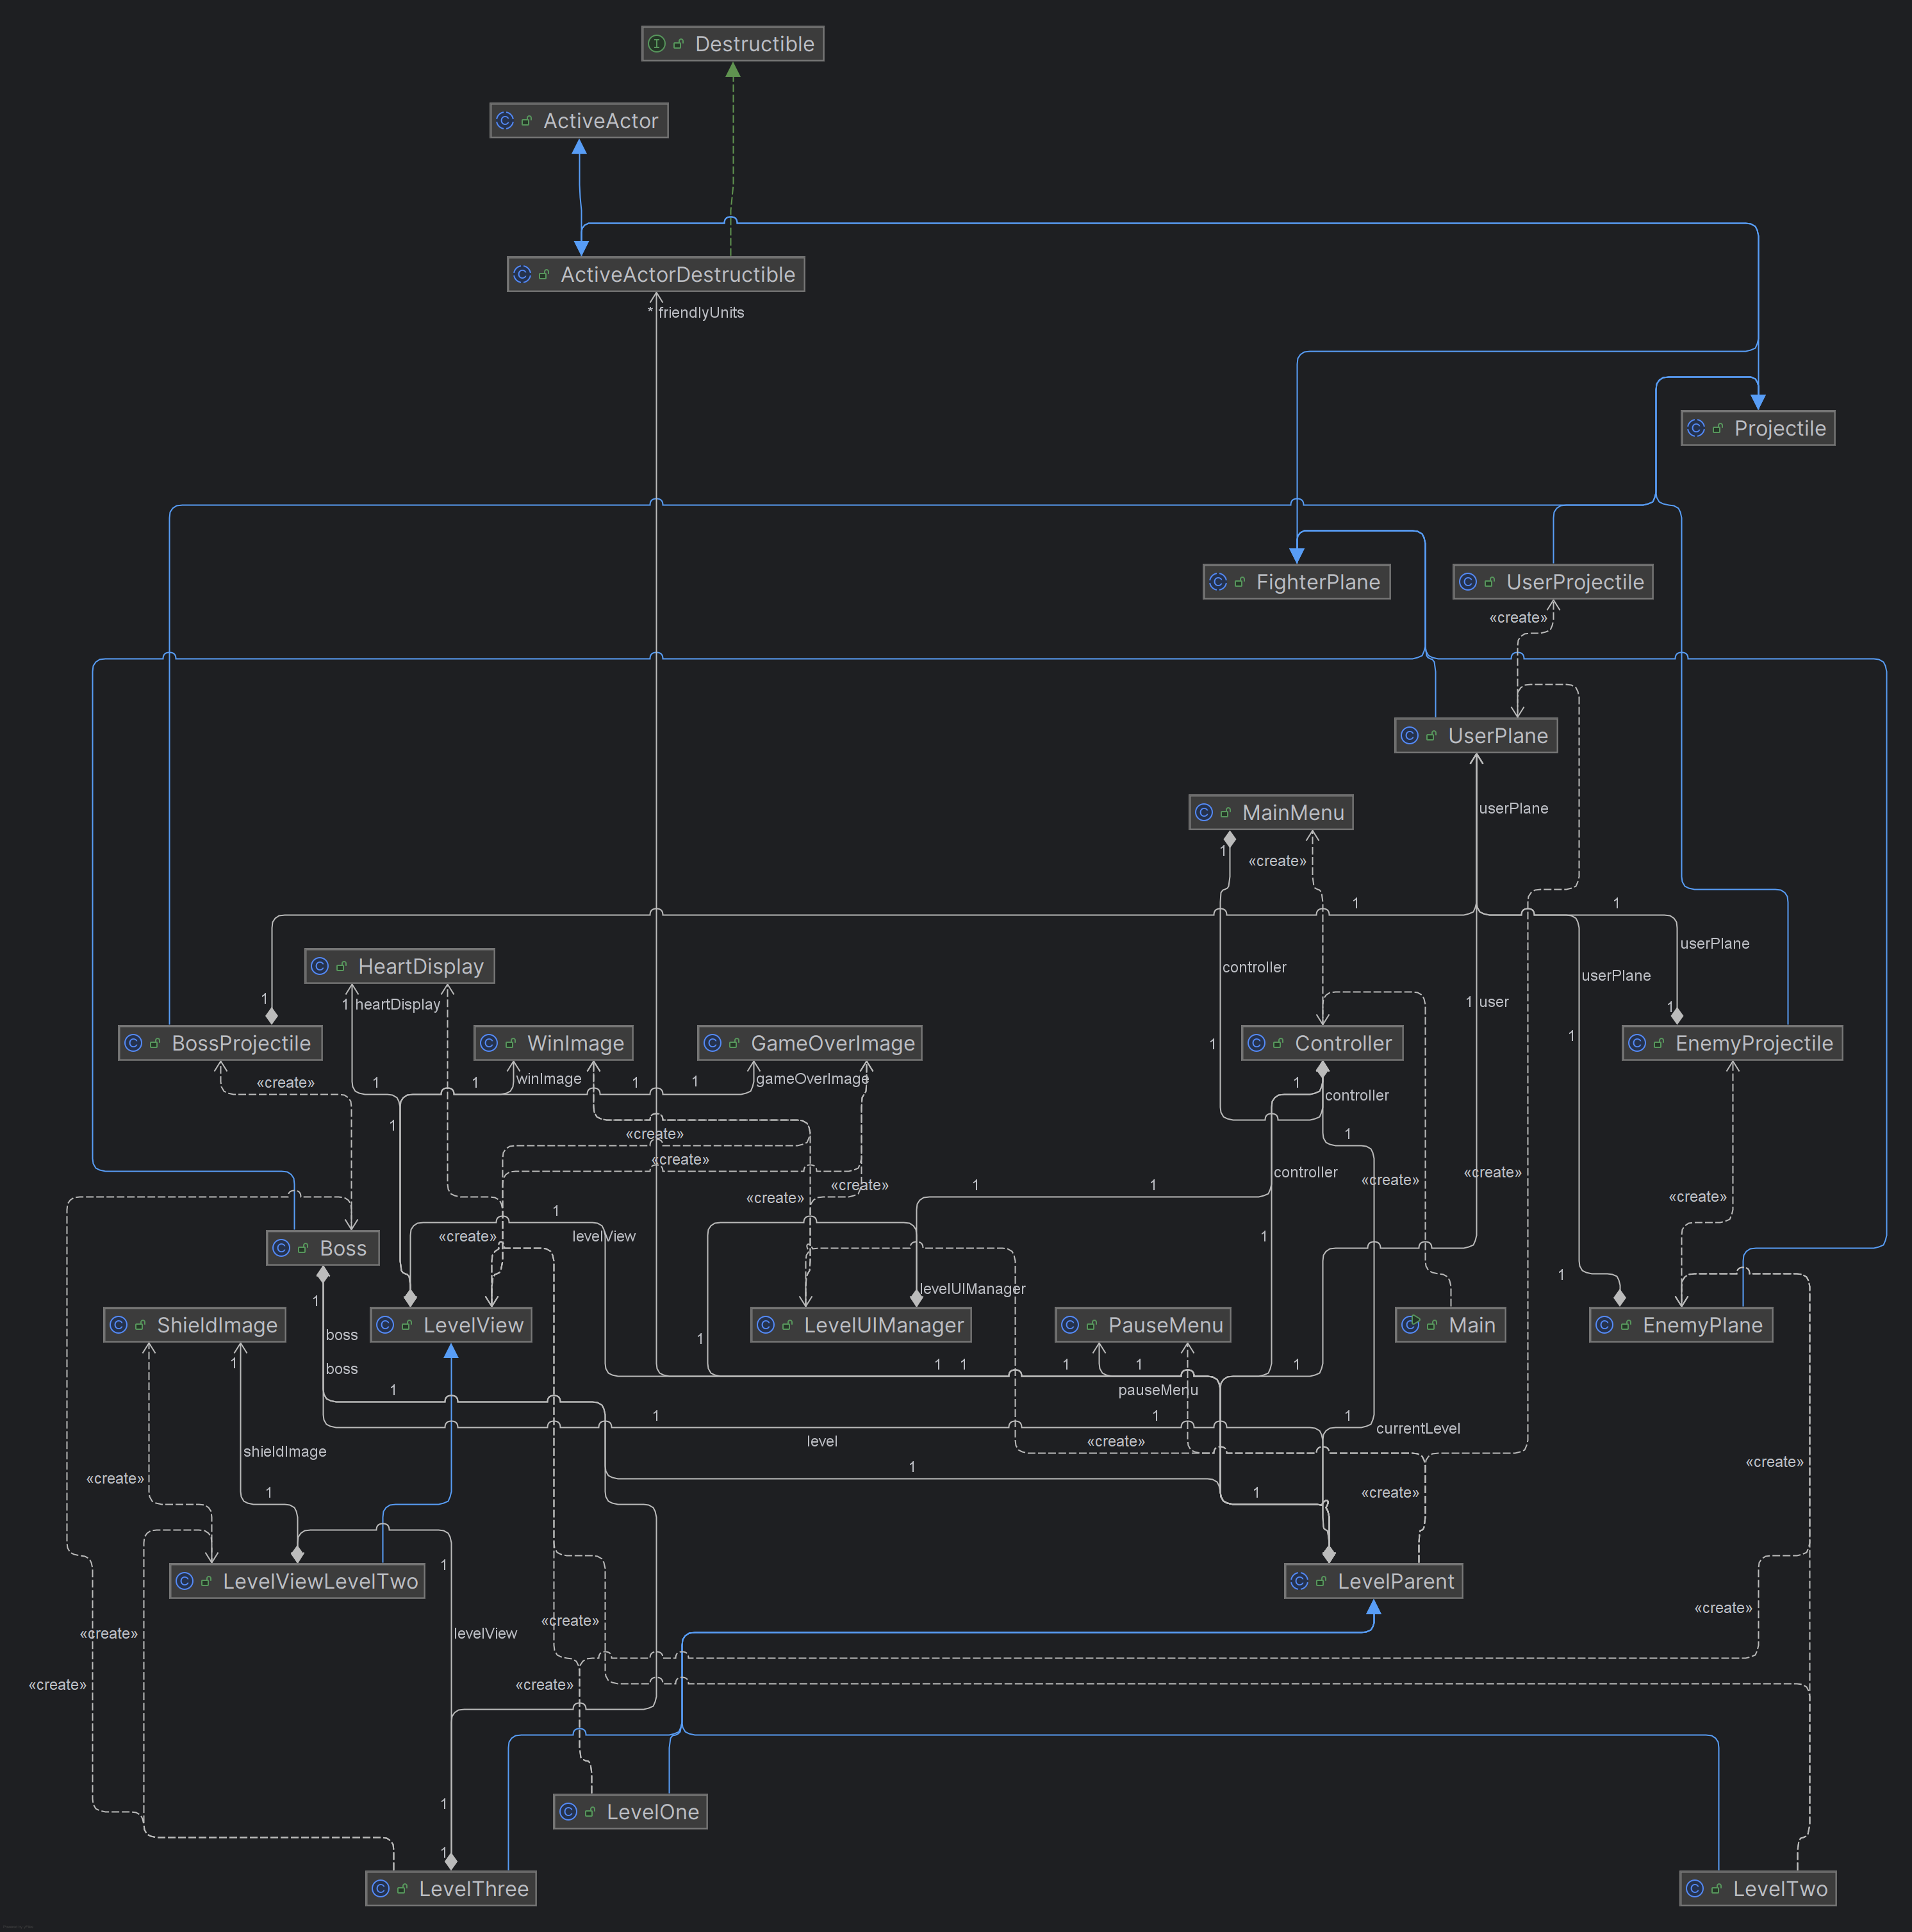 Destructible
ActiveActor
ActiveActorDestructible
* friendlyUnits
Projectile
FighterPlane
UserProjectile
«create»
UserPlane
userPlane
MainMenu
1
«create»
1
1
userPlane
userPlane
controller
HeartDisplay
1
1 heartDisplay
1 user
1
BossProjectile
WinImage
GameOverImage
Controller
EnemyProjectile
1
1
«create»
1
1
winImage
1
1
gameOverImage
1
controller
1
«create»
1
«create»
«create»
controller
«create»
«create»
«create»
«create»
1
1
«create»
1
«create»
levelView
1
Boss
1
levelUIManager
1
ShieldImage
LevelView
LevelUIManager
PauseMenu
Main
EnemyPlane
boss
1
1
1
1
1
1
1
boss
1
pauseMenu
1
1
1
currentLevel
level
«create»
shieldImage
«create»
1
«create»
1
1
«create»
1
LevelViewLevelTwo
LevelParent
«create»
«create»
«create»
levelView
«create»
«create»
1
LevelOne
1
LevelThree
LevelTwo